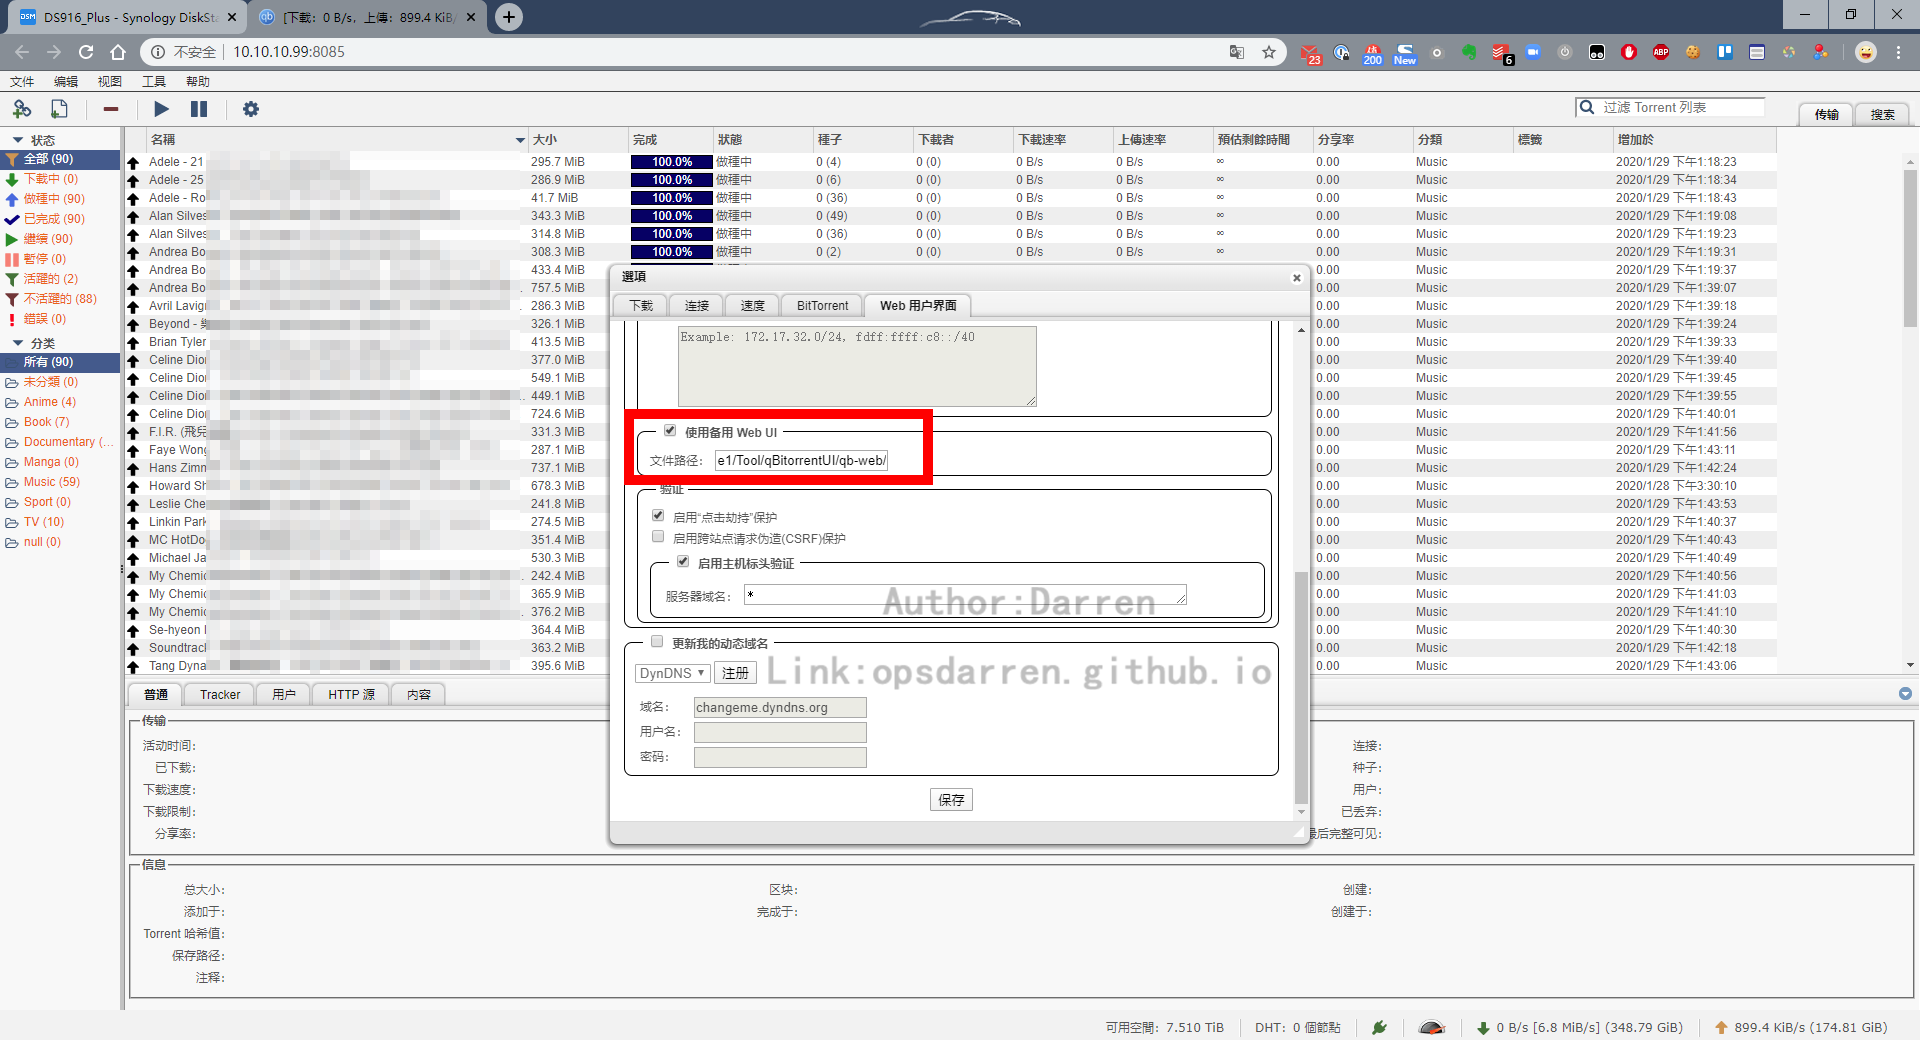 DS916_Plus - Synology DiskSta
[下载：0 B/s，上傳：899.4 KiB/
不安全 10.10.10.99:8085
23 200 New 6 ABP
文件 编辑 视图 工具 帮助
过滤 Torrent 列表 传输 搜索
状态
全部 (90)
下載中 (0)
做種中 (90)
已完成 (90)
繼續 (90)
暫停 (0)
活躍的 (2)
不活躍的 (88)
錯誤 (0)
分类
所有 (90)
未分類 (0)
Anime (4)
Book (7)
Documentary (...
Manga (0)
Music (59)
Sport (0)
TV (10)
null (0)
名稱 大小 完成 狀態 種子 下載者 下載速率 上傳速率 預估剩餘時間 分享率 分類 標籤 增加於
Adele - 21 295.7 MiB 100.0% 做種中 0 (4) 0 (0) 0 B/s 0 B/s ∞ 0.00 Music 2020/1/29 下午1:18:23
Adele - 25 286.9 MiB 100.0% 做種中 0 (6) 0 (0) 0 B/s 0 B/s ∞ 0.00 Music 2020/1/29 下午1:18:34
Adele - Ro 41.7 MiB 100.0% 做種中 0 (36) 0 (0) 0 B/s 0 B/s ∞ 0.00 Music 2020/1/29 下午1:18:43
Alan Silves 343.3 MiB 100.0% 做種中 0 (49) 0 (0) 0 B/s 0 B/s ∞ 0.00 Music 2020/1/29 下午1:19:08
Alan Silves 314.8 MiB 100.0% 做種中 0 (36) 0 (0) 0 B/s 0 B/s ∞ 0.00 Music 2020/1/29 下午1:19:23
Andrea Bo 308.3 MiB 100.0% 做種中 0 (2) 0 (0) 0 B/s 0 B/s ∞ 0.00 Music 2020/1/29 下午1:19:31
Andrea Bo 433.4 MiB 0.00 Music 2020/1/29 下午1:19:37
Andrea Bo 757.5 MiB 0.00 Music 2020/1/29 下午1:39:07
Avril Lavig 286.3 MiB 0.00 Music 2020/1/29 下午1:39:18
Beyond - 326.1 MiB 0.00 Music 2020/1/29 下午1:39:24
Brian Tyler 413.5 MiB 0.00 Music 2020/1/29 下午1:39:33
Celine Dion 377.0 MiB 0.00 Music 2020/1/29 下午1:39:40
Celine Dion 549.1 MiB 0.00 Music 2020/1/29 下午1:39:45
Celine Dion 449.1 MiB 0.00 Music 2020/1/29 下午1:39:55
Celine Dion 724.6 MiB 0.00 Music 2020/1/29 下午1:40:01
F.I.R. (飛兒 331.3 MiB 0.00 Music 2020/1/29 下午1:41:56
Faye Wong 287.1 MiB 0.00 Music 2020/1/29 下午1:43:11
Hans Zimm 737.1 MiB 0.00 Music 2020/1/29 下午1:42:24
Howard Sh 678.3 MiB 0.00 Music 2020/1/28 下午3:30:10
Leslie Che 241.8 MiB 0.00 Music 2020/1/29 下午1:43:53
Linkin Park 274.5 MiB 0.00 Music 2020/1/29 下午1:40:37
MC HotDo 351.4 MiB 0.00 Music 2020/1/29 下午1:40:43
Michael Ja 530.3 MiB 0.00 Music 2020/1/29 下午1:40:49
My Chemic 242.4 MiB 0.00 Music 2020/1/29 下午1:40:56
My Chemic 365.9 MiB 0.00 Music 2020/1/29 下午1:41:03
My Chemic 376.2 MiB 0.00 Music 2020/1/29 下午1:41:10
Se-hyeon 364.4 MiB 0.00 Music 2020/1/29 下午1:40:30
Soundtrack 363.2 MiB 0.00 Music 2020/1/29 下午1:42:18
Tang Dyna 395.6 MiB 0.00 Music 2020/1/29 下午1:43:06
選項
下载 连接 速度 BitTorrent Web 用户界面
Example: 172.17.32.0/24, fdff:ffff:c8::/40
使用备用 Web UI
文件路径： e1/Tool/qBitorrentUI/qb-web/
验证
启用“点击劫持”保护
启用跨站点请求伪造(CSRF)保护
启用主机标头验证
服务器域名： *
Author:Darren
更新我的动态域名
DynDNS 注册
Link:opsdarren.github.io
域名： changeme.dyndns.org
用户名：
密码：
保存
普通 Tracker 用户 HTTP 源 内容
传输
活动时间：
已下载：
下载速度：
下载限制：
分享率：
连接：
种子：
用户：
已丢弃：
最后完整可见：
信息
总大小： 区块： 创建：
添加于： 完成于： 创建于：
Torrent 哈希值：
保存路径：
注释：
可用空間： 7.510 TiB DHT： 0 個節點 0 B/s [6.8 MiB/s] (348.79 GiB) 899.4 KiB/s (174.81 GiB)